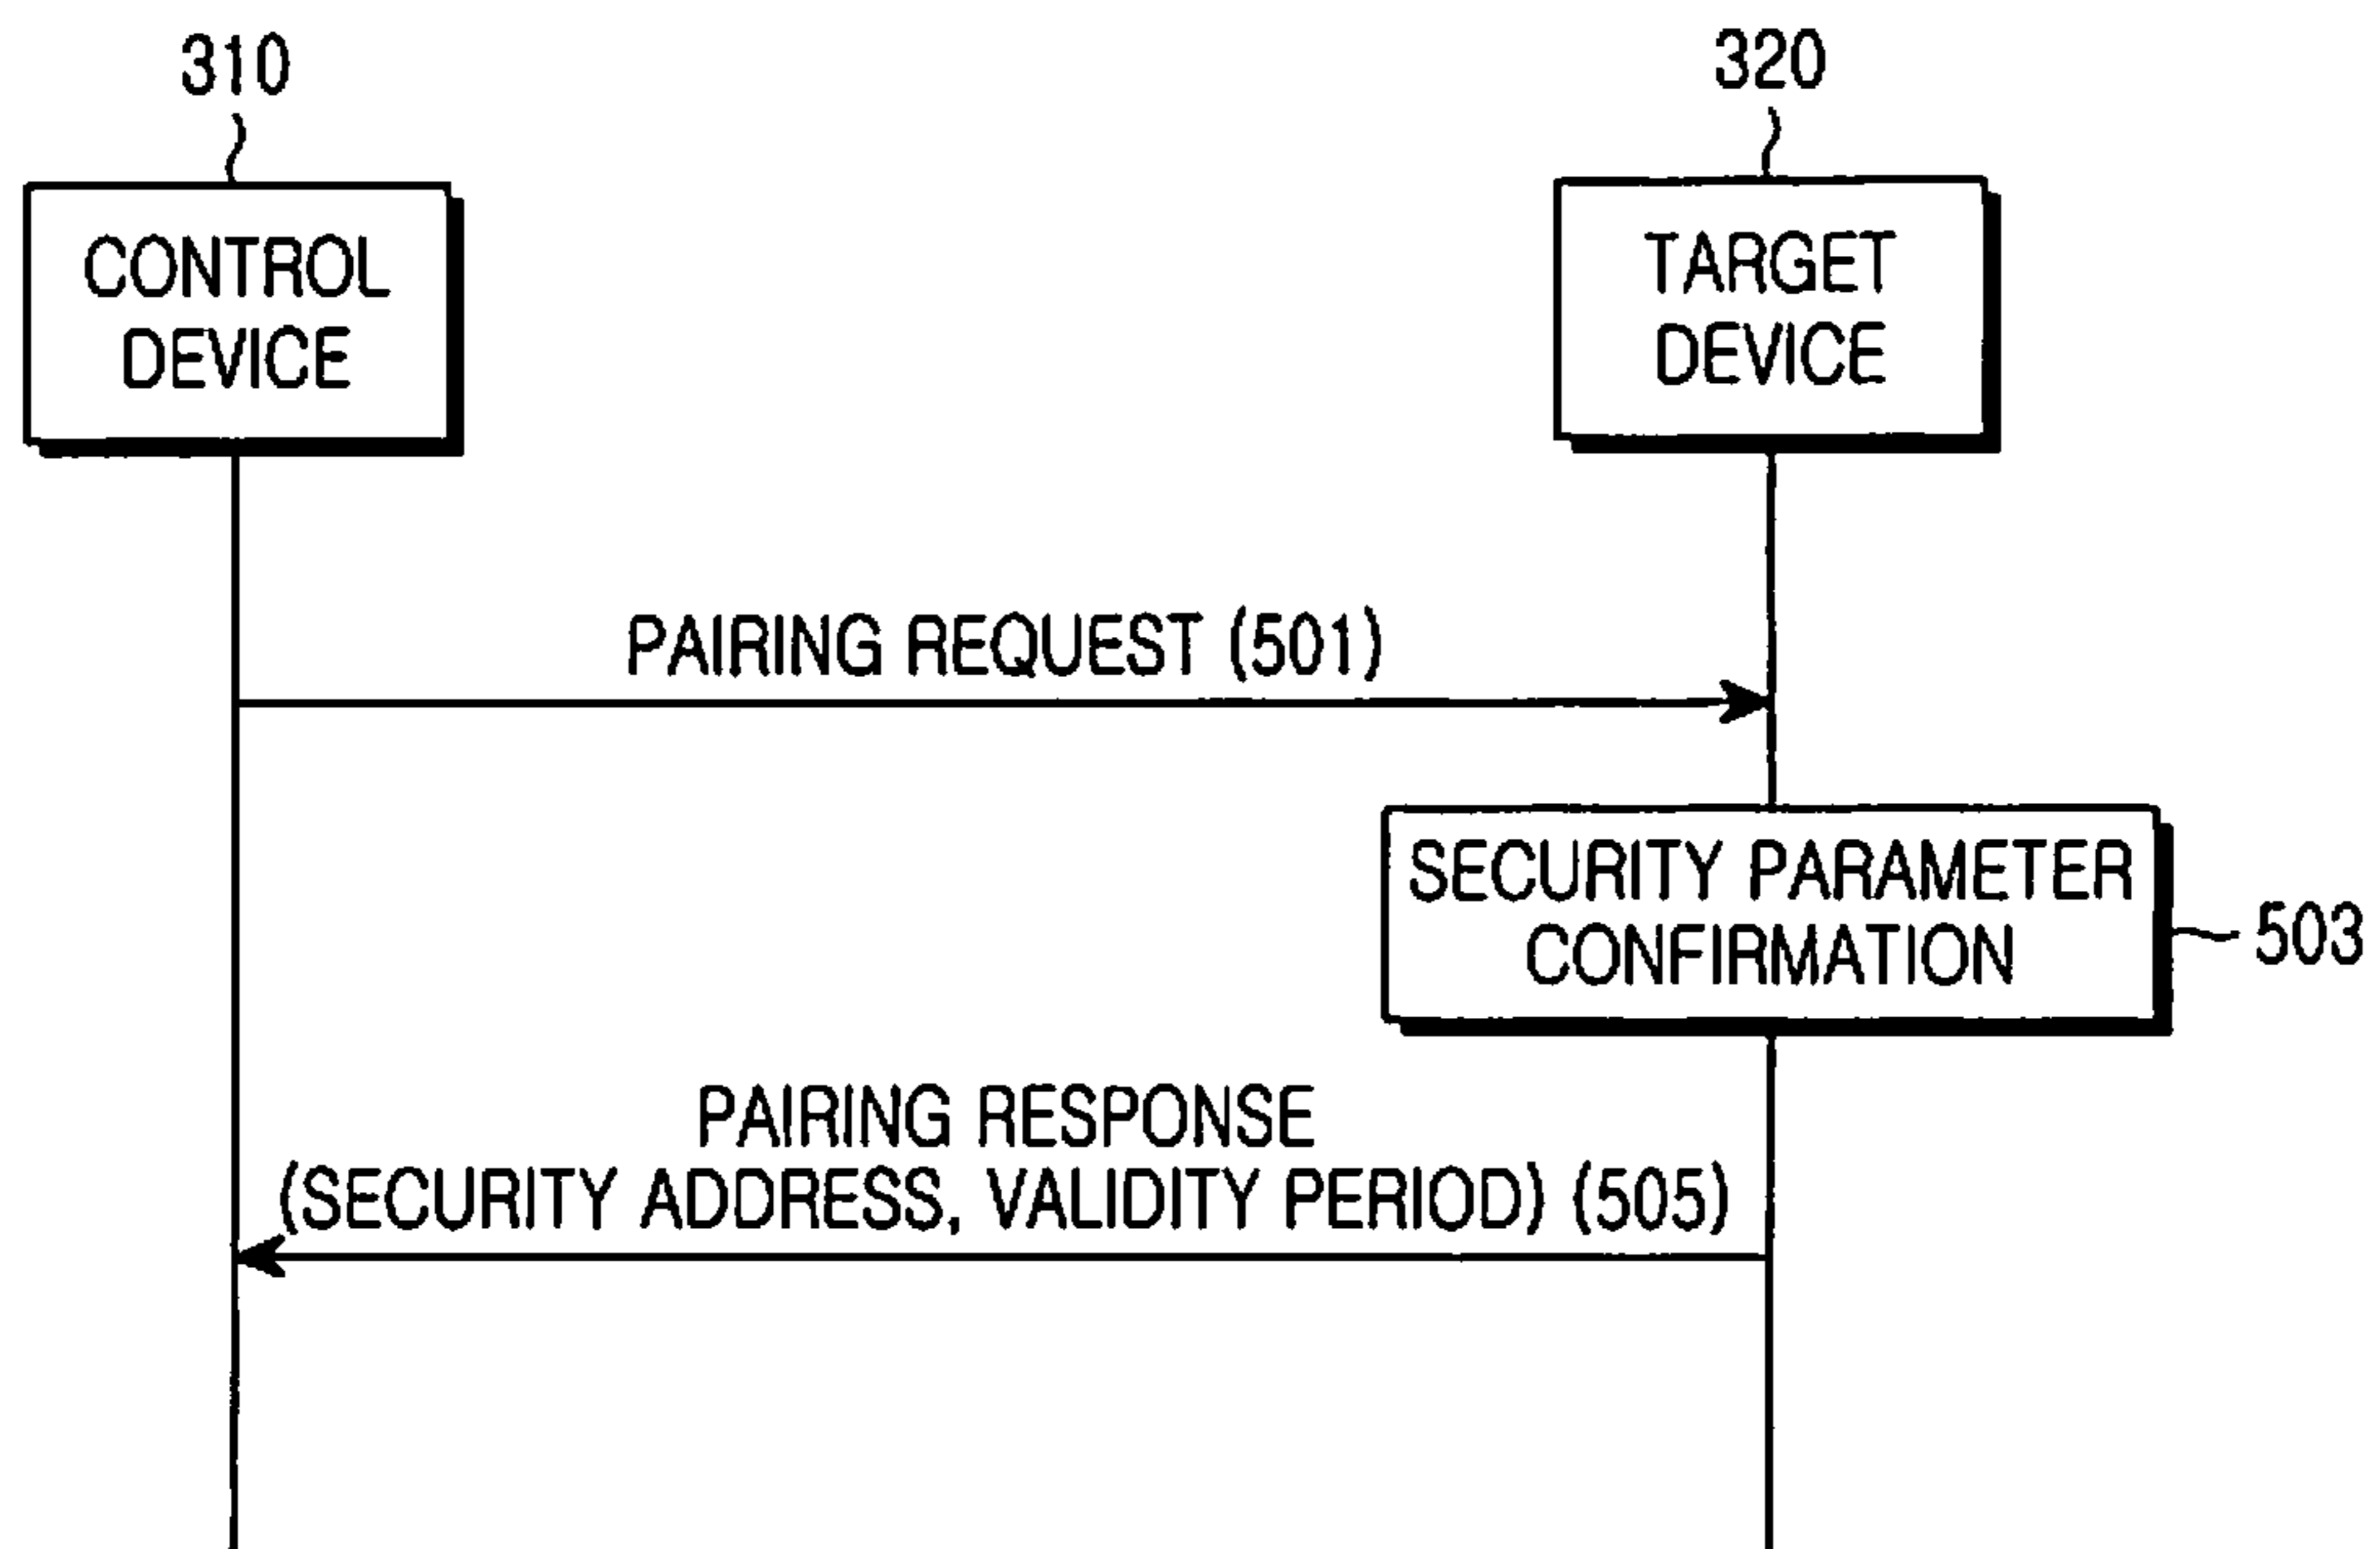 310
320
CONTROL
DEVICE
TARGET
DEVICE
PAIRING REQUEST (501)
SECURITY PARAMETER
CONFIRMATION
503
PAIRING RESPONSE
(SECURITY ADDRESS, VALIDITY PERIOD) (505)